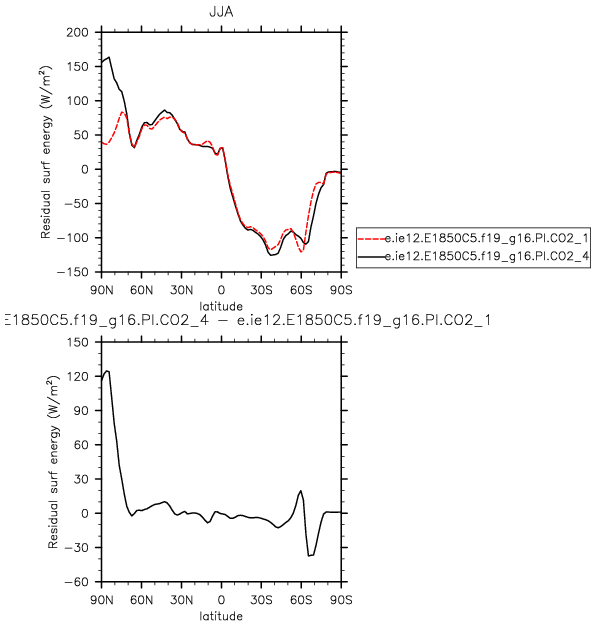 JJA
Residual surf energy (W/m²)
200
150
100
50
0
−50
−100
−150
90N 60N 30N 0 30S 60S 90S
latitude
e.ie12.E1850C5.f19_g16.PI.CO2_1
e.ie12.E1850C5.f19_g16.PI.CO2_4
E1850C5.f19_g16.PI.CO2_4 − e.ie12.E1850C5.f19_g16.PI.CO2_1
Residual surf energy (W/m²)
150
120
90
60
30
0
−30
−60
90N 60N 30N 0 30S 60S 90S
latitude